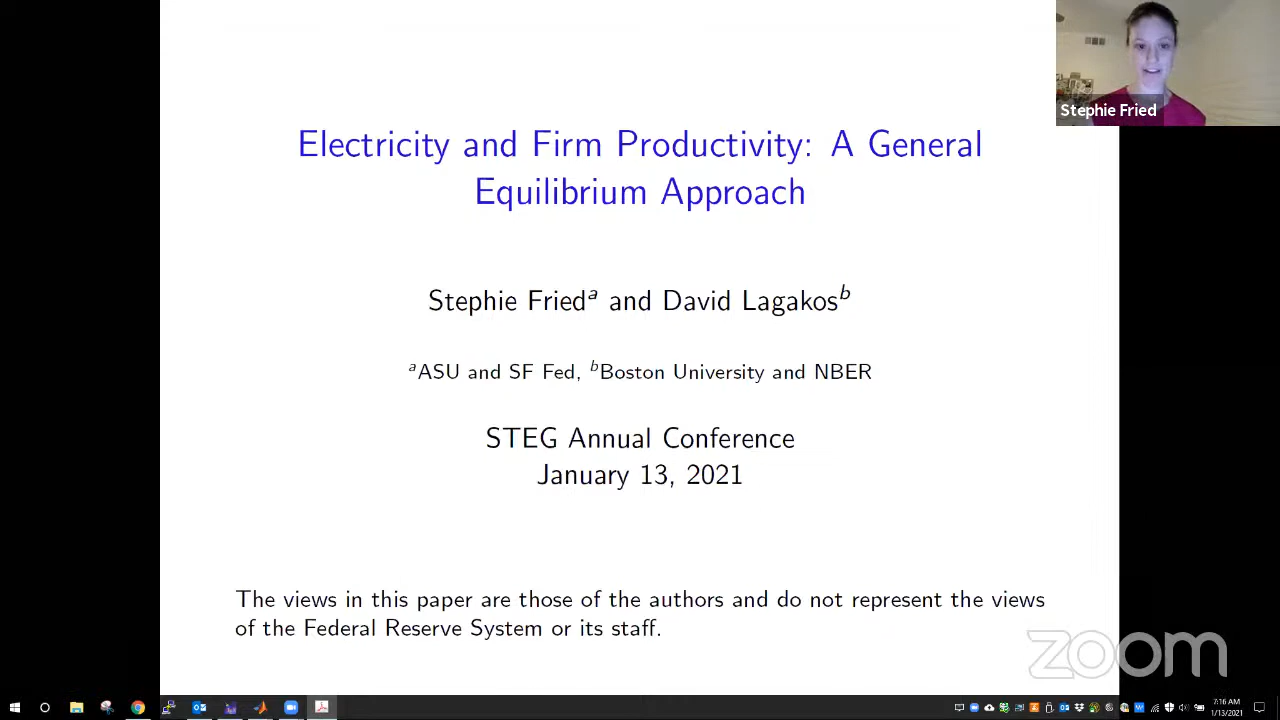 Stephie Fried
Electricity and Firm Productivity: A General
Equilibrium Approach
Stephie Friedᵃ and David Lagakosᵇ
ᵃASU and SF Fed, ᵇBoston University and NBER
STEG Annual Conference
January 13, 2021
The views in this paper are those of the authors and do not represent the views
of the Federal Reserve System or its staff.
zoom
7:16 AM
1/13/2021